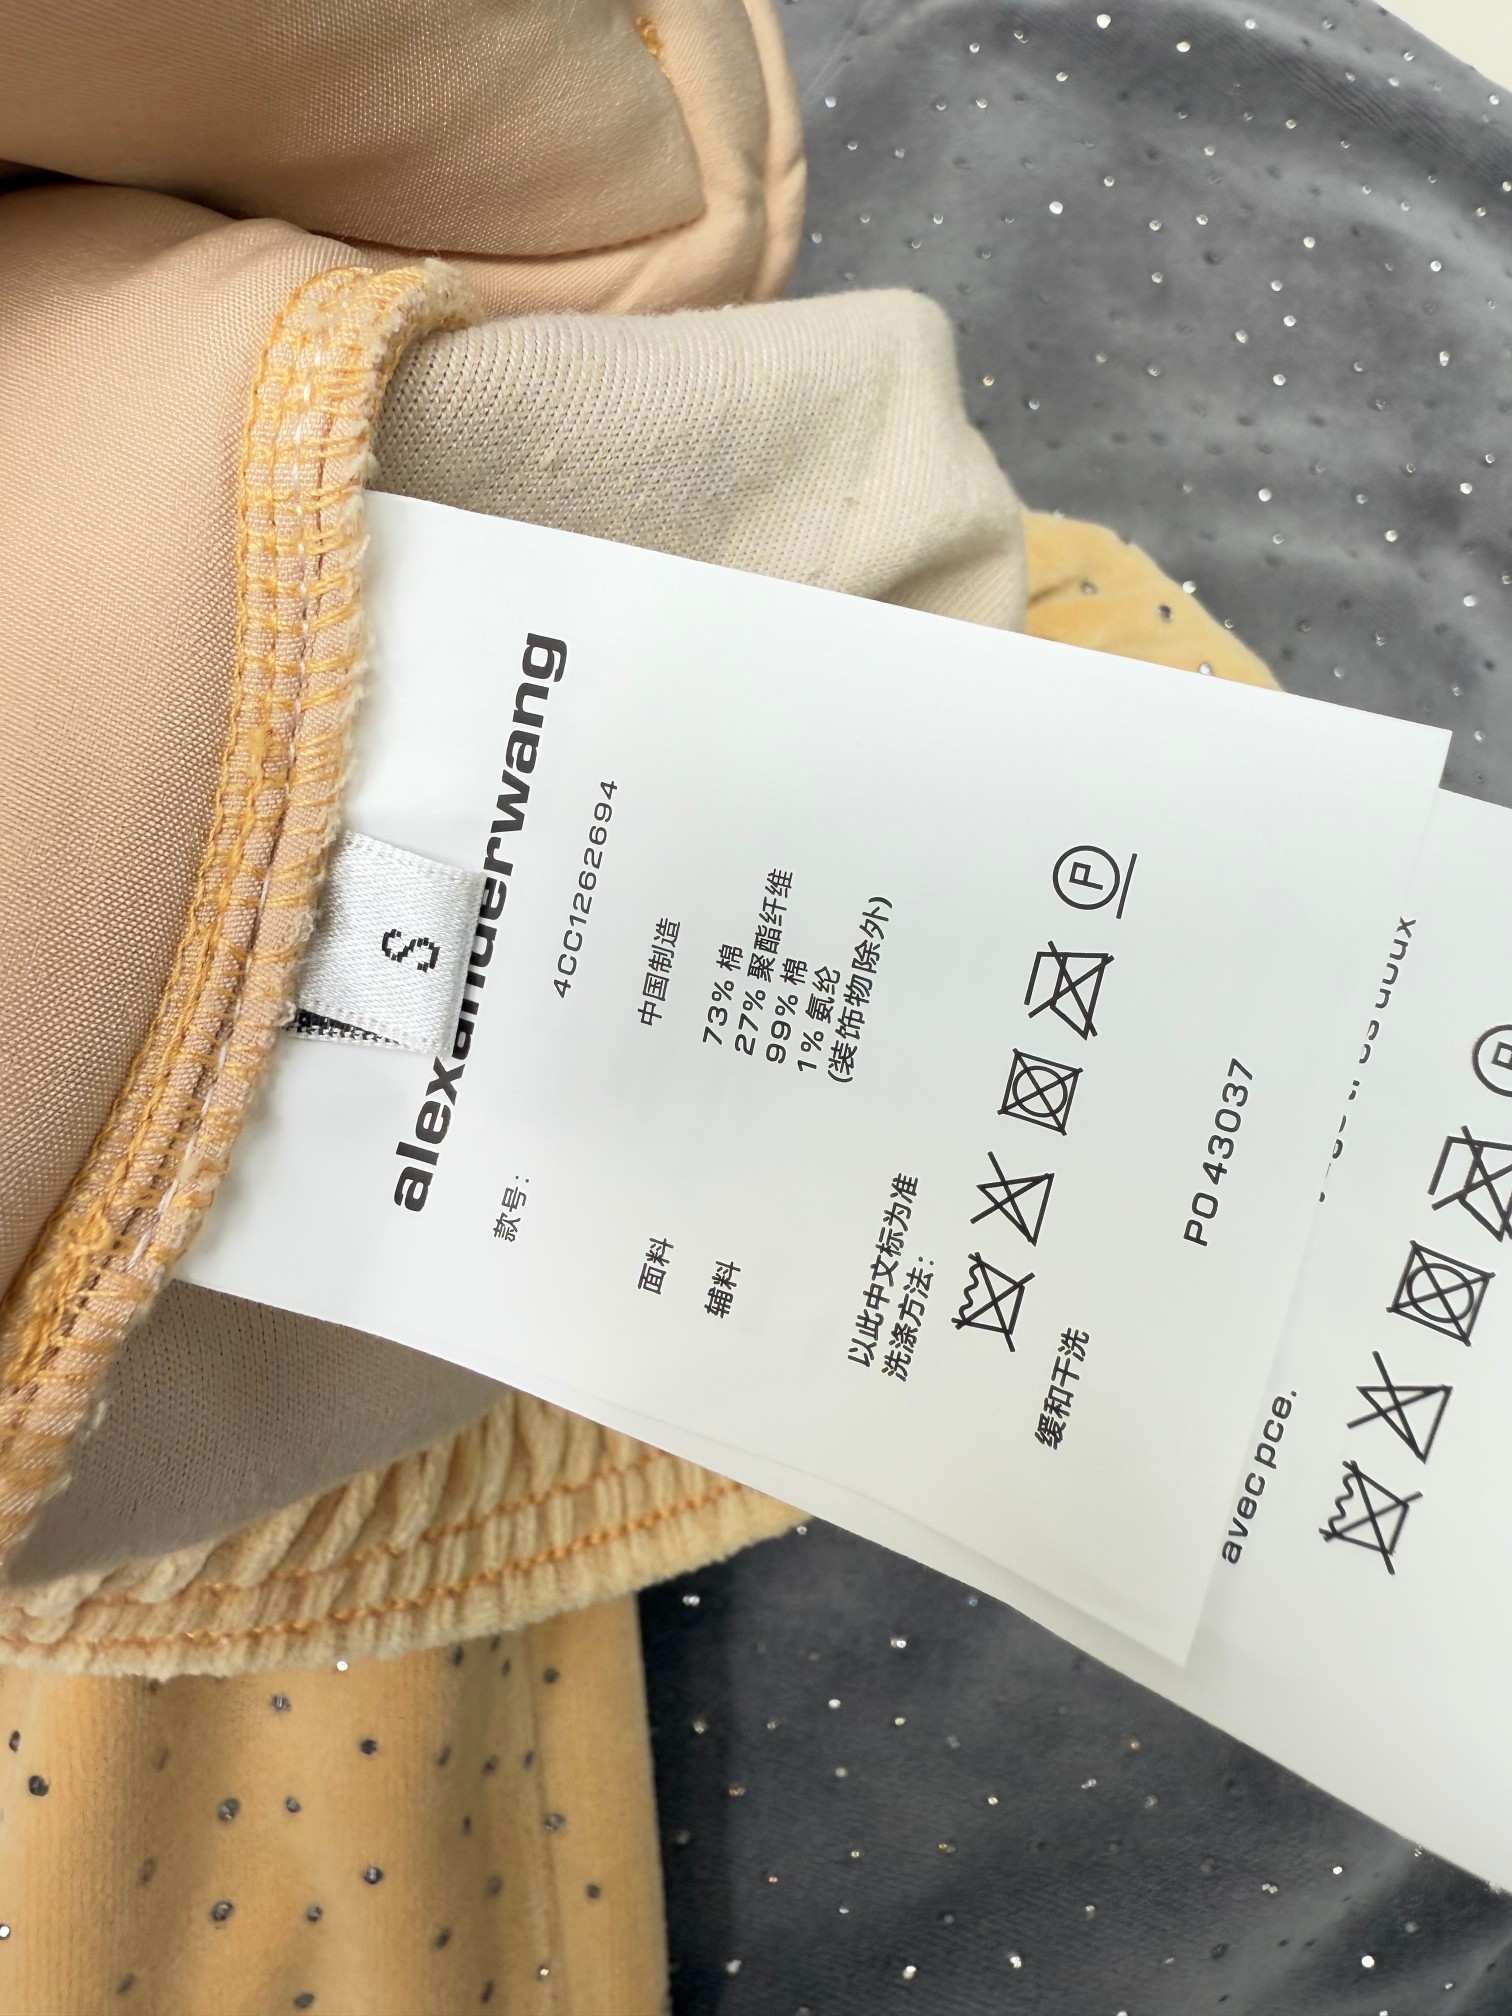 S
alexanderwang
款号: 4CC1262694
中国制造
面料 73% 棉
27% 聚酯纤维
辅料 99% 棉
1% 氨纶
(装饰物除外)
以此中文标为准
洗涤方法:
P
缓和干洗
PO 43037
doux
avec pce.
P